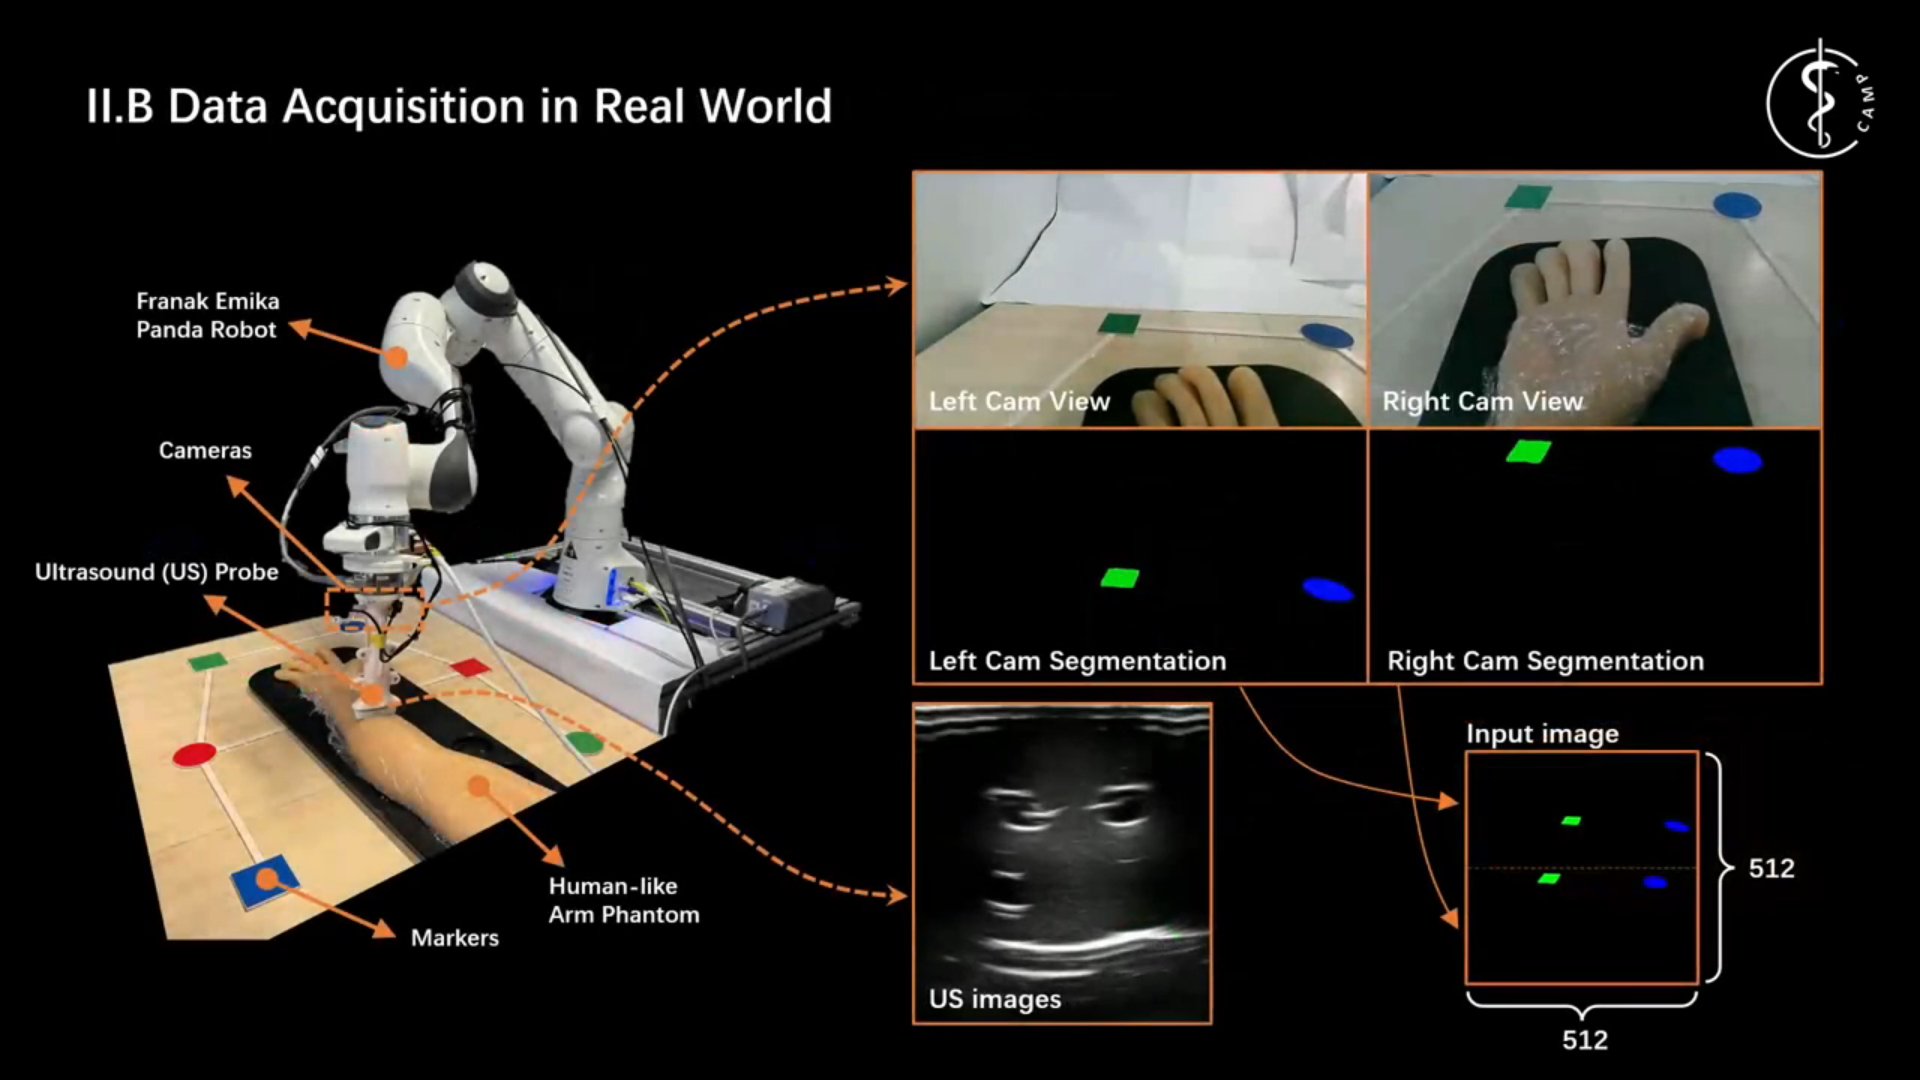 II.B Data Acquisition in Real World
CAMP
Franak Emika
Panda Robot
Cameras
Ultrasound (US) Probe
Markers
Human-like
Arm Phantom
Left Cam View
Right Cam View
Left Cam Segmentation
Right Cam Segmentation
US images
Input image
512
512